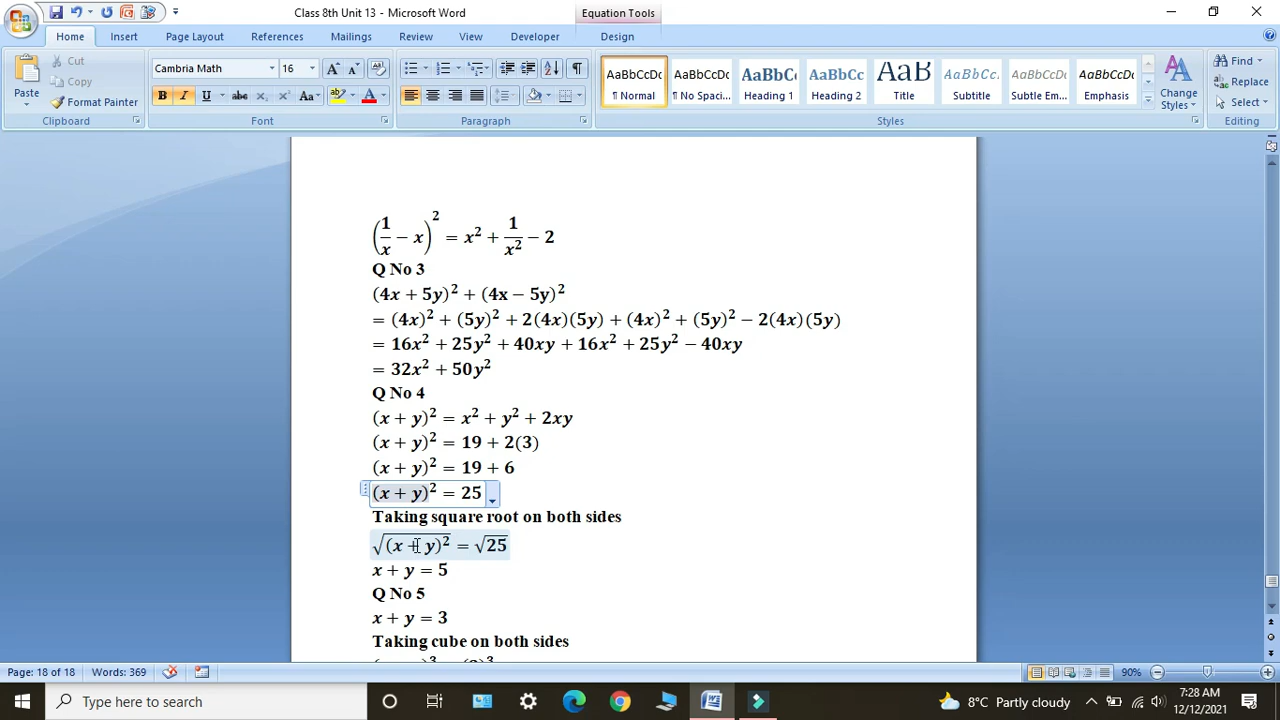 Class 8th Unit 13 - Microsoft Word
Equation Tools
Home
Insert
Page Layout
References
Mailings
Review
View
Developer
Design
Paste
Cut
Copy
Format Painter
Clipboard
Cambria Math
16
Font
Paragraph
AaBbCcDc
¶ Normal
AaBbCcDc
¶ No Spaci...
AaBbCc
Heading 1
AaBbCc
Heading 2
AaB
Title
AaBbCc.
Subtitle
AaBbCcDc
Subtle Em...
AaBbCcDc
Emphasis
Change Styles
Styles
Find
Replace
Select
Editing
(1/x − x)² = x² + 1/x² − 2
Q No 3
(4x + 5y)² + (4x − 5y)²
= (4x)² + (5y)² + 2(4x)(5y) + (4x)² + (5y)² − 2(4x)(5y)
= 16x² + 25y² + 40xy + 16x² + 25y² − 40xy
= 32x² + 50y²
Q No 4
(x + y)² = x² + y² + 2xy
(x + y)² = 19 + 2(3)
(x + y)² = 19 + 6
(x + y)² = 25
Taking square root on both sides
√(x + y)² = √25
x + y = 5
Q No 5
x + y = 3
Taking cube on both sides
Page: 18 of 18
Words: 369
90%
Type here to search
8°C Partly cloudy
7:28 AM
12/12/2021